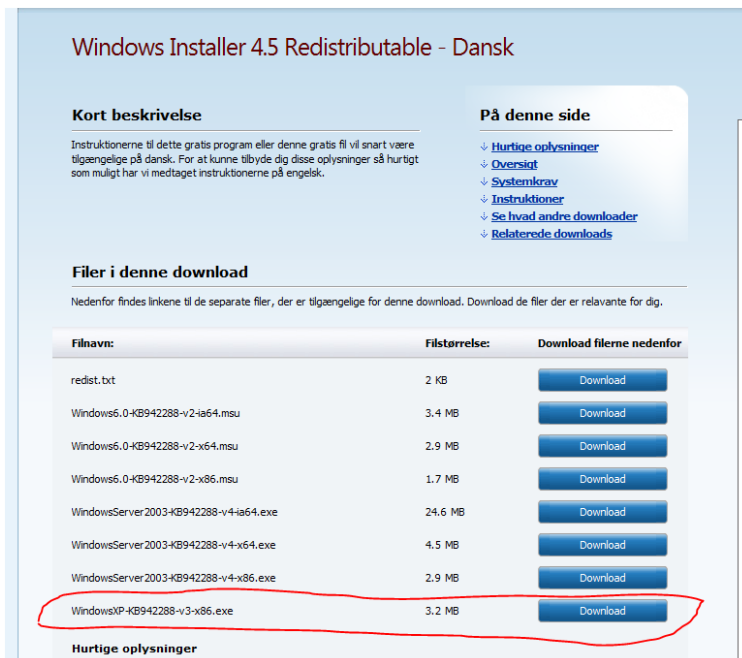 Windows Installer 4.5 Redistributable - Dansk
Kort beskrivelse
Instruktionerne til dette gratis program eller denne gratis fil vil snart være
tilgængelige på dansk. For at kunne tilbyde dig disse oplysninger så hurtigt
som muligt har vi medtaget instruktionerne på engelsk.
På denne side
Hurtige oplysninger
Oversigt
Systemkrav
Instruktioner
Se hvad andre downloader
Relaterede downloads
Filer i denne download
Nedenfor findes linkene til de separate filer, der er tilgængelige for denne download. Download de filer der er relavante for dig.
Filnavn: Filstørrelse: Download filerne nedenfor
redist.txt 2 KB Download
Windows6.0-KB942288-v2-ia64.msu 3.4 MB Download
Windows6.0-KB942288-v2-x64.msu 2.9 MB Download
Windows6.0-KB942288-v2-x86.msu 1.7 MB Download
WindowsServer2003-KB942288-v4-ia64.exe 24.6 MB Download
WindowsServer2003-KB942288-v4-x64.exe 4.5 MB Download
WindowsServer2003-KB942288-v4-x86.exe 2.9 MB Download
WindowsXP-KB942288-v3-x86.exe 3.2 MB Download
Hurtige oplysninger